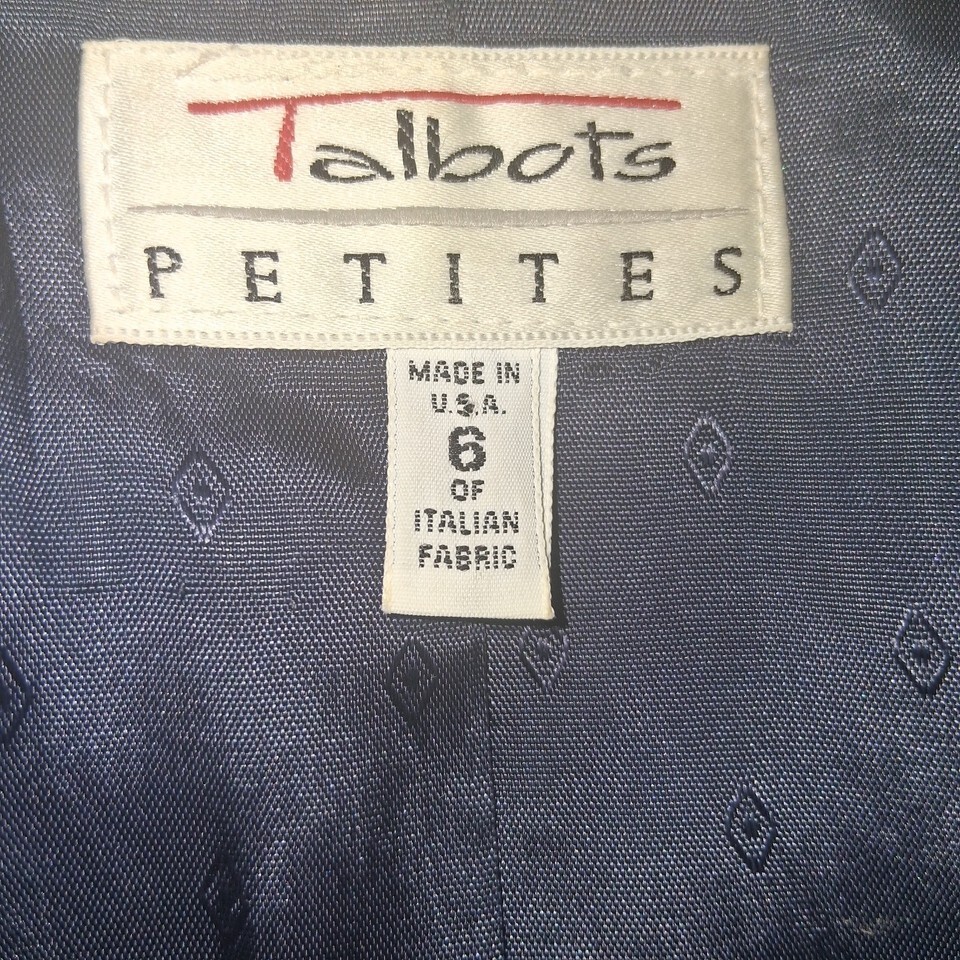 Talbots
PETITES
MADE IN
U.S.A.
6
OF
ITALIAN
FABRIC